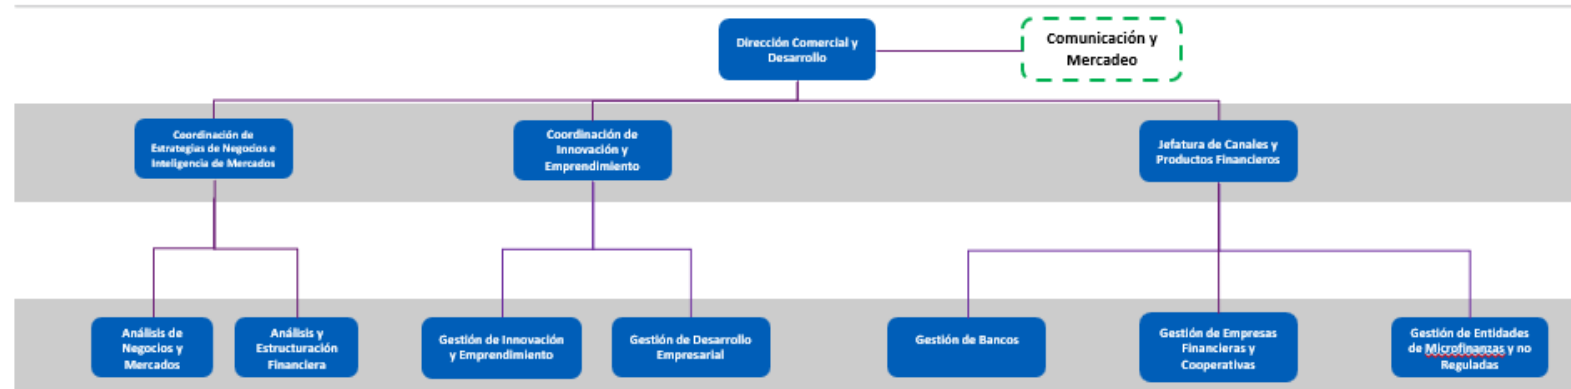 Dirección Comercial y
Desarrollo
Comunicación y
Mercadeo
Coordinación de
Estrategias de Negocios e
Inteligencia de Mercados
Coordinación de
Innovación y
Emprendimiento
Jefatura de Canales y
Productos Financieros
Análisis de
Negocios y
Mercados
Análisis y
Estructuración
Financiera
Gestión de Innovación
y Emprendimiento
Gestión de Desarrollo
Empresarial
Gestión de Bancos
Gestión de Empresas
Financieras y
Cooperativas
Gestión de Entidades
de Microfinanzas y no
Reguladas